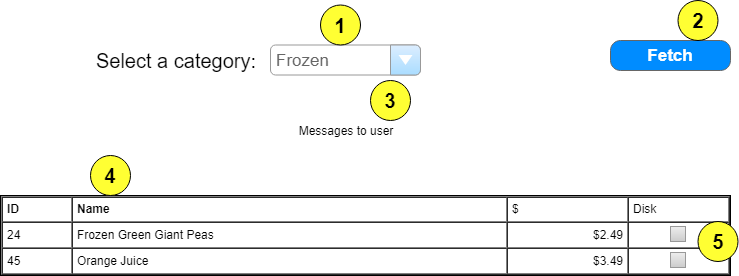 1
2
Select a category: Frozen
Fetch
3
Messages to user
4
ID Name $ Disk
24 Frozen Green Giant Peas $2.49
5
45 Orange Juice $3.49